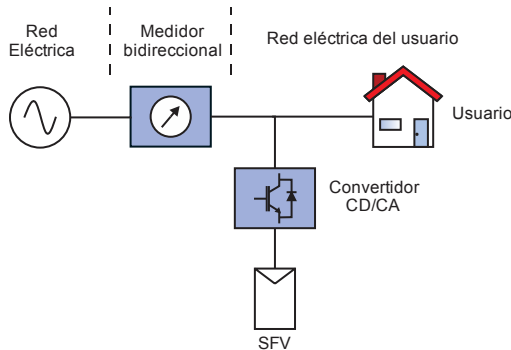 Red
Eléctrica
Medidor
bidireccional
Red eléctrica del usuario
Usuario
Convertidor
CD/CA
SFV